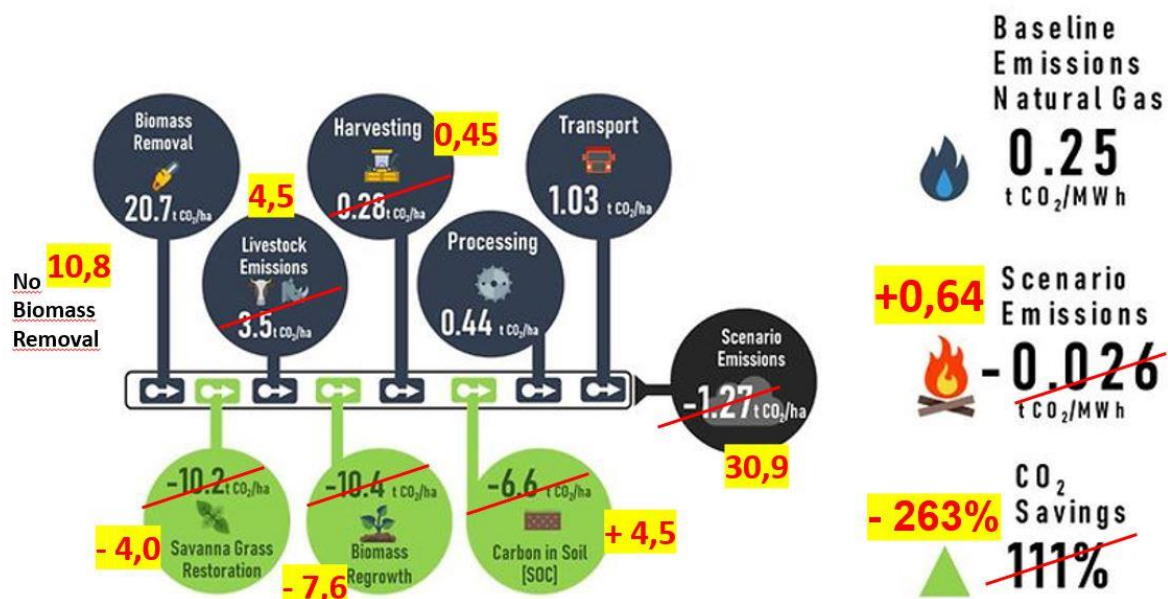 Baseline
Emissions
Natural Gas
0.25
t CO₂/MWh
Biomass
Removal
20.7 t CO₂/ha
Harvesting
0,45
0.28 t CO₂/ha
Transport
1.03 t CO₂/ha
4,5
Livestock
Emissions
3.5 t CO₂/ha
Processing
0.44 t CO₂/ha
No 10,8
Biomass
Removal
+0,64
Scenario
Emissions
-0.026
t CO₂/MWh
Scenario
Emissions
-1.27 t CO₂/ha
30,9
-10.2 t CO₂/ha
Savanna Grass
Restoration
- 4,0
-10.4 t CO₂/ha
Biomass
Regrowth
- 7,6
-6.6 t CO₂/ha
Carbon in Soil
[SOC]
+ 4,5
- 263%
CO₂
Savings
111%